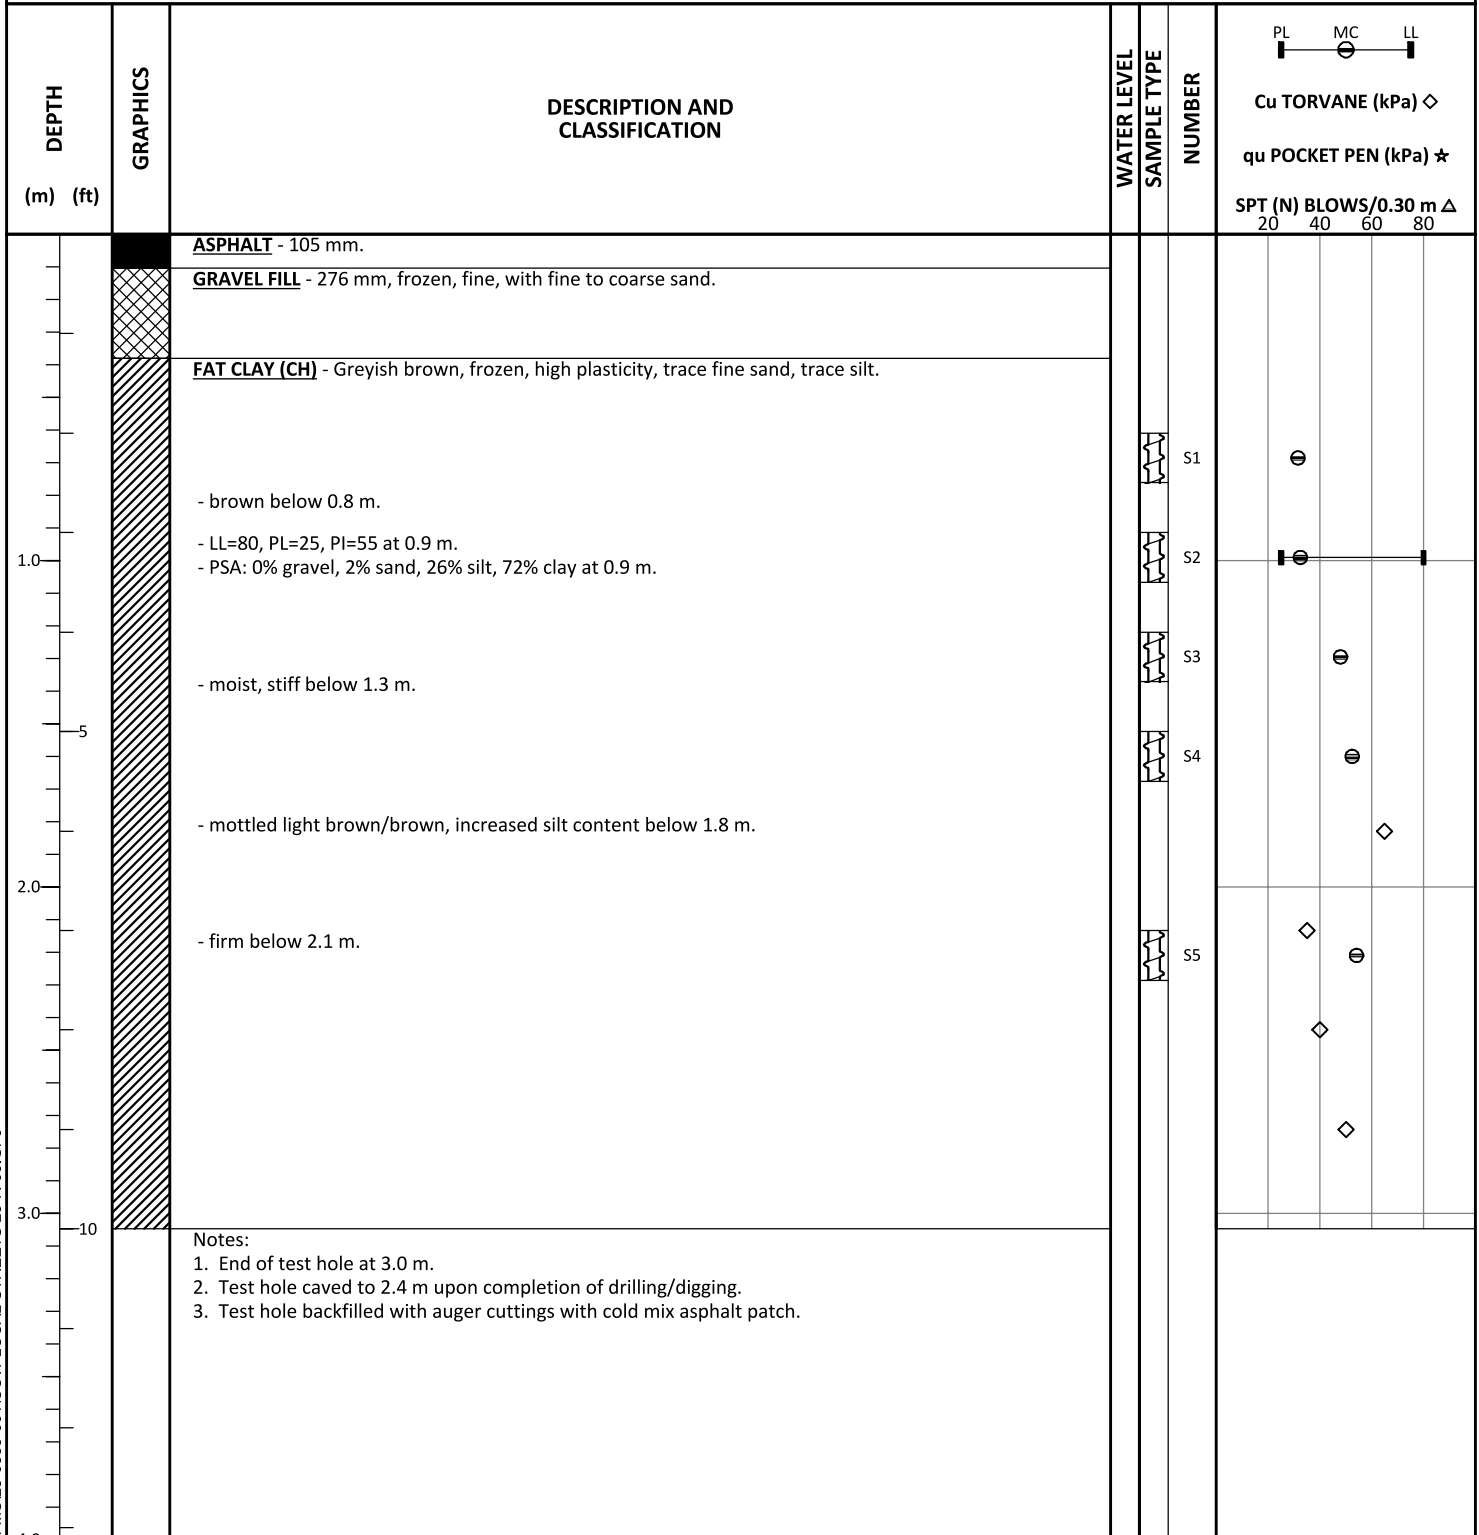 DEPTH
(m) (ft)
GRAPHICS
DESCRIPTION AND
CLASSIFICATION
WATER LEVEL
SAMPLE TYPE
NUMBER
PL MC LL
Cu TORVANE (kPa)
qu POCKET PEN (kPa)
SPT (N) BLOWS/0.30 m
20 40 60 80
ASPHALT - 105 mm.
GRAVEL FILL - 276 mm, frozen, fine, with fine to coarse sand.
FAT CLAY (CH) - Greyish brown, frozen, high plasticity, trace fine sand, trace silt.
S1
- brown below 0.8 m.
- LL=80, PL=25, PI=55 at 0.9 m.
S2
1.0
- PSA: 0% gravel, 2% sand, 26% silt, 72% clay at 0.9 m.
S3
- moist, stiff below 1.3 m.
5
S4
- mottled light brown/brown, increased silt content below 1.8 m.
2.0
- firm below 2.1 m.
S5
3.0
10
Notes:
1. End of test hole at 3.0 m.
2. Test hole caved to 2.4 m upon completion of drilling/digging.
3. Test hole backfilled with auger cuttings with cold mix asphalt patch.